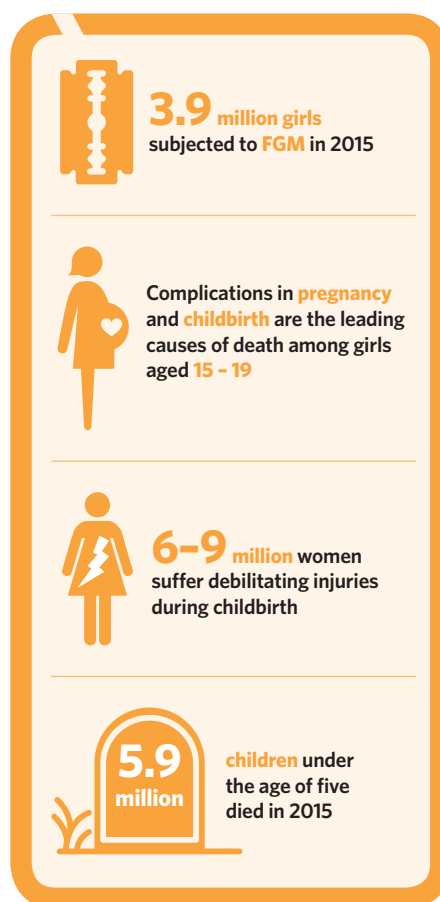 3.9 million girls
subjected to FGM in 2015
Complications in pregnancy
and childbirth are the leading
causes of death among girls
aged 15 – 19
6–9 million women
suffer debilitating injuries
during childbirth
5.9
million
children under
the age of five
died in 2015